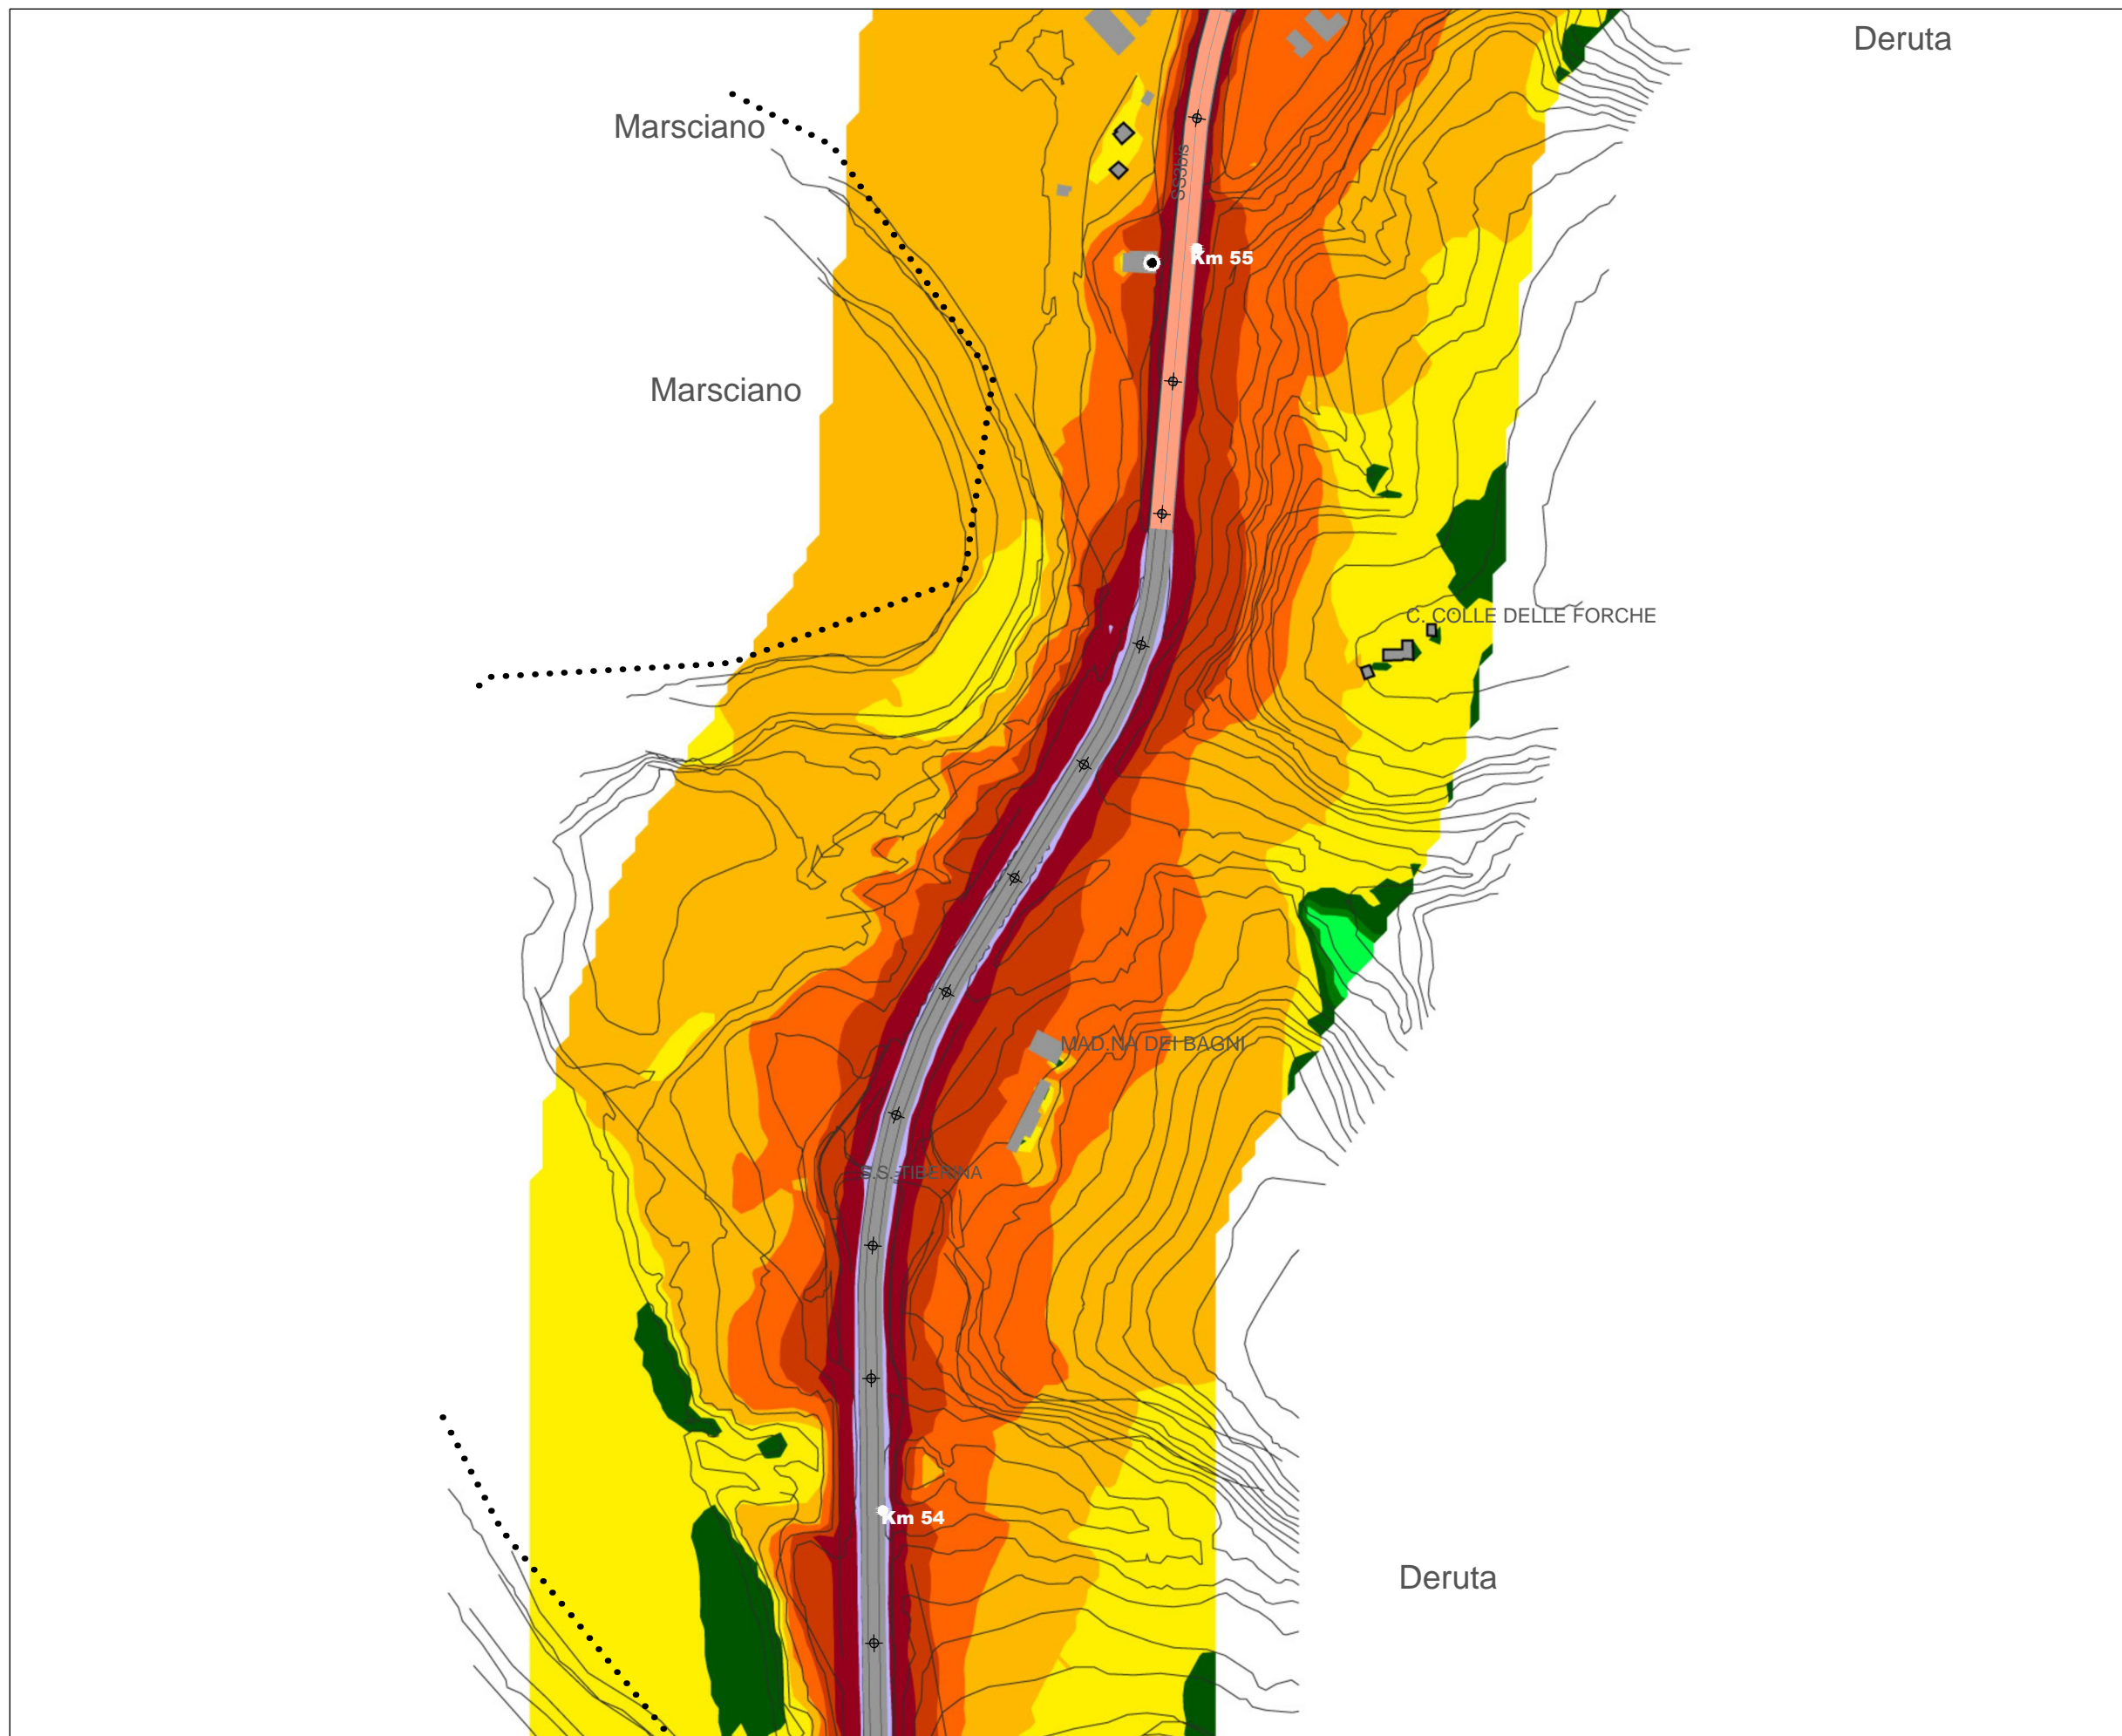 Deruta
Marsciano
SS3bis
Km 55
Marsciano
C. COLLE DELLE FORCHE
MAD.NA DEI BAGNI
S.S. TIBERINA
Km 54
Deruta